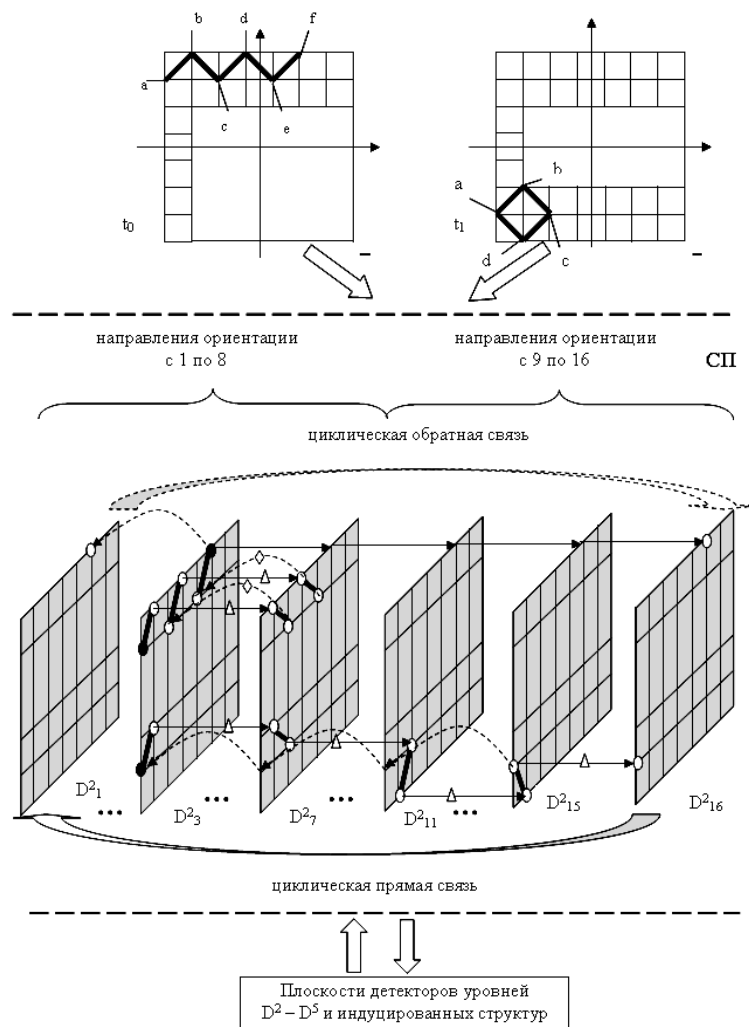 b d f
a
c e
t0
b
a
t1
d c
направления ориентации
с 1 по 8
направления ориентации
с 9 по 16
СП
циклическая обратная связь
D²1
...
D²3
...
D²7
...
D²11
...
D²15
D²16
циклическая прямая связь
Плоскости детекторов уровней
D² – D⁵ и индуцированных структур